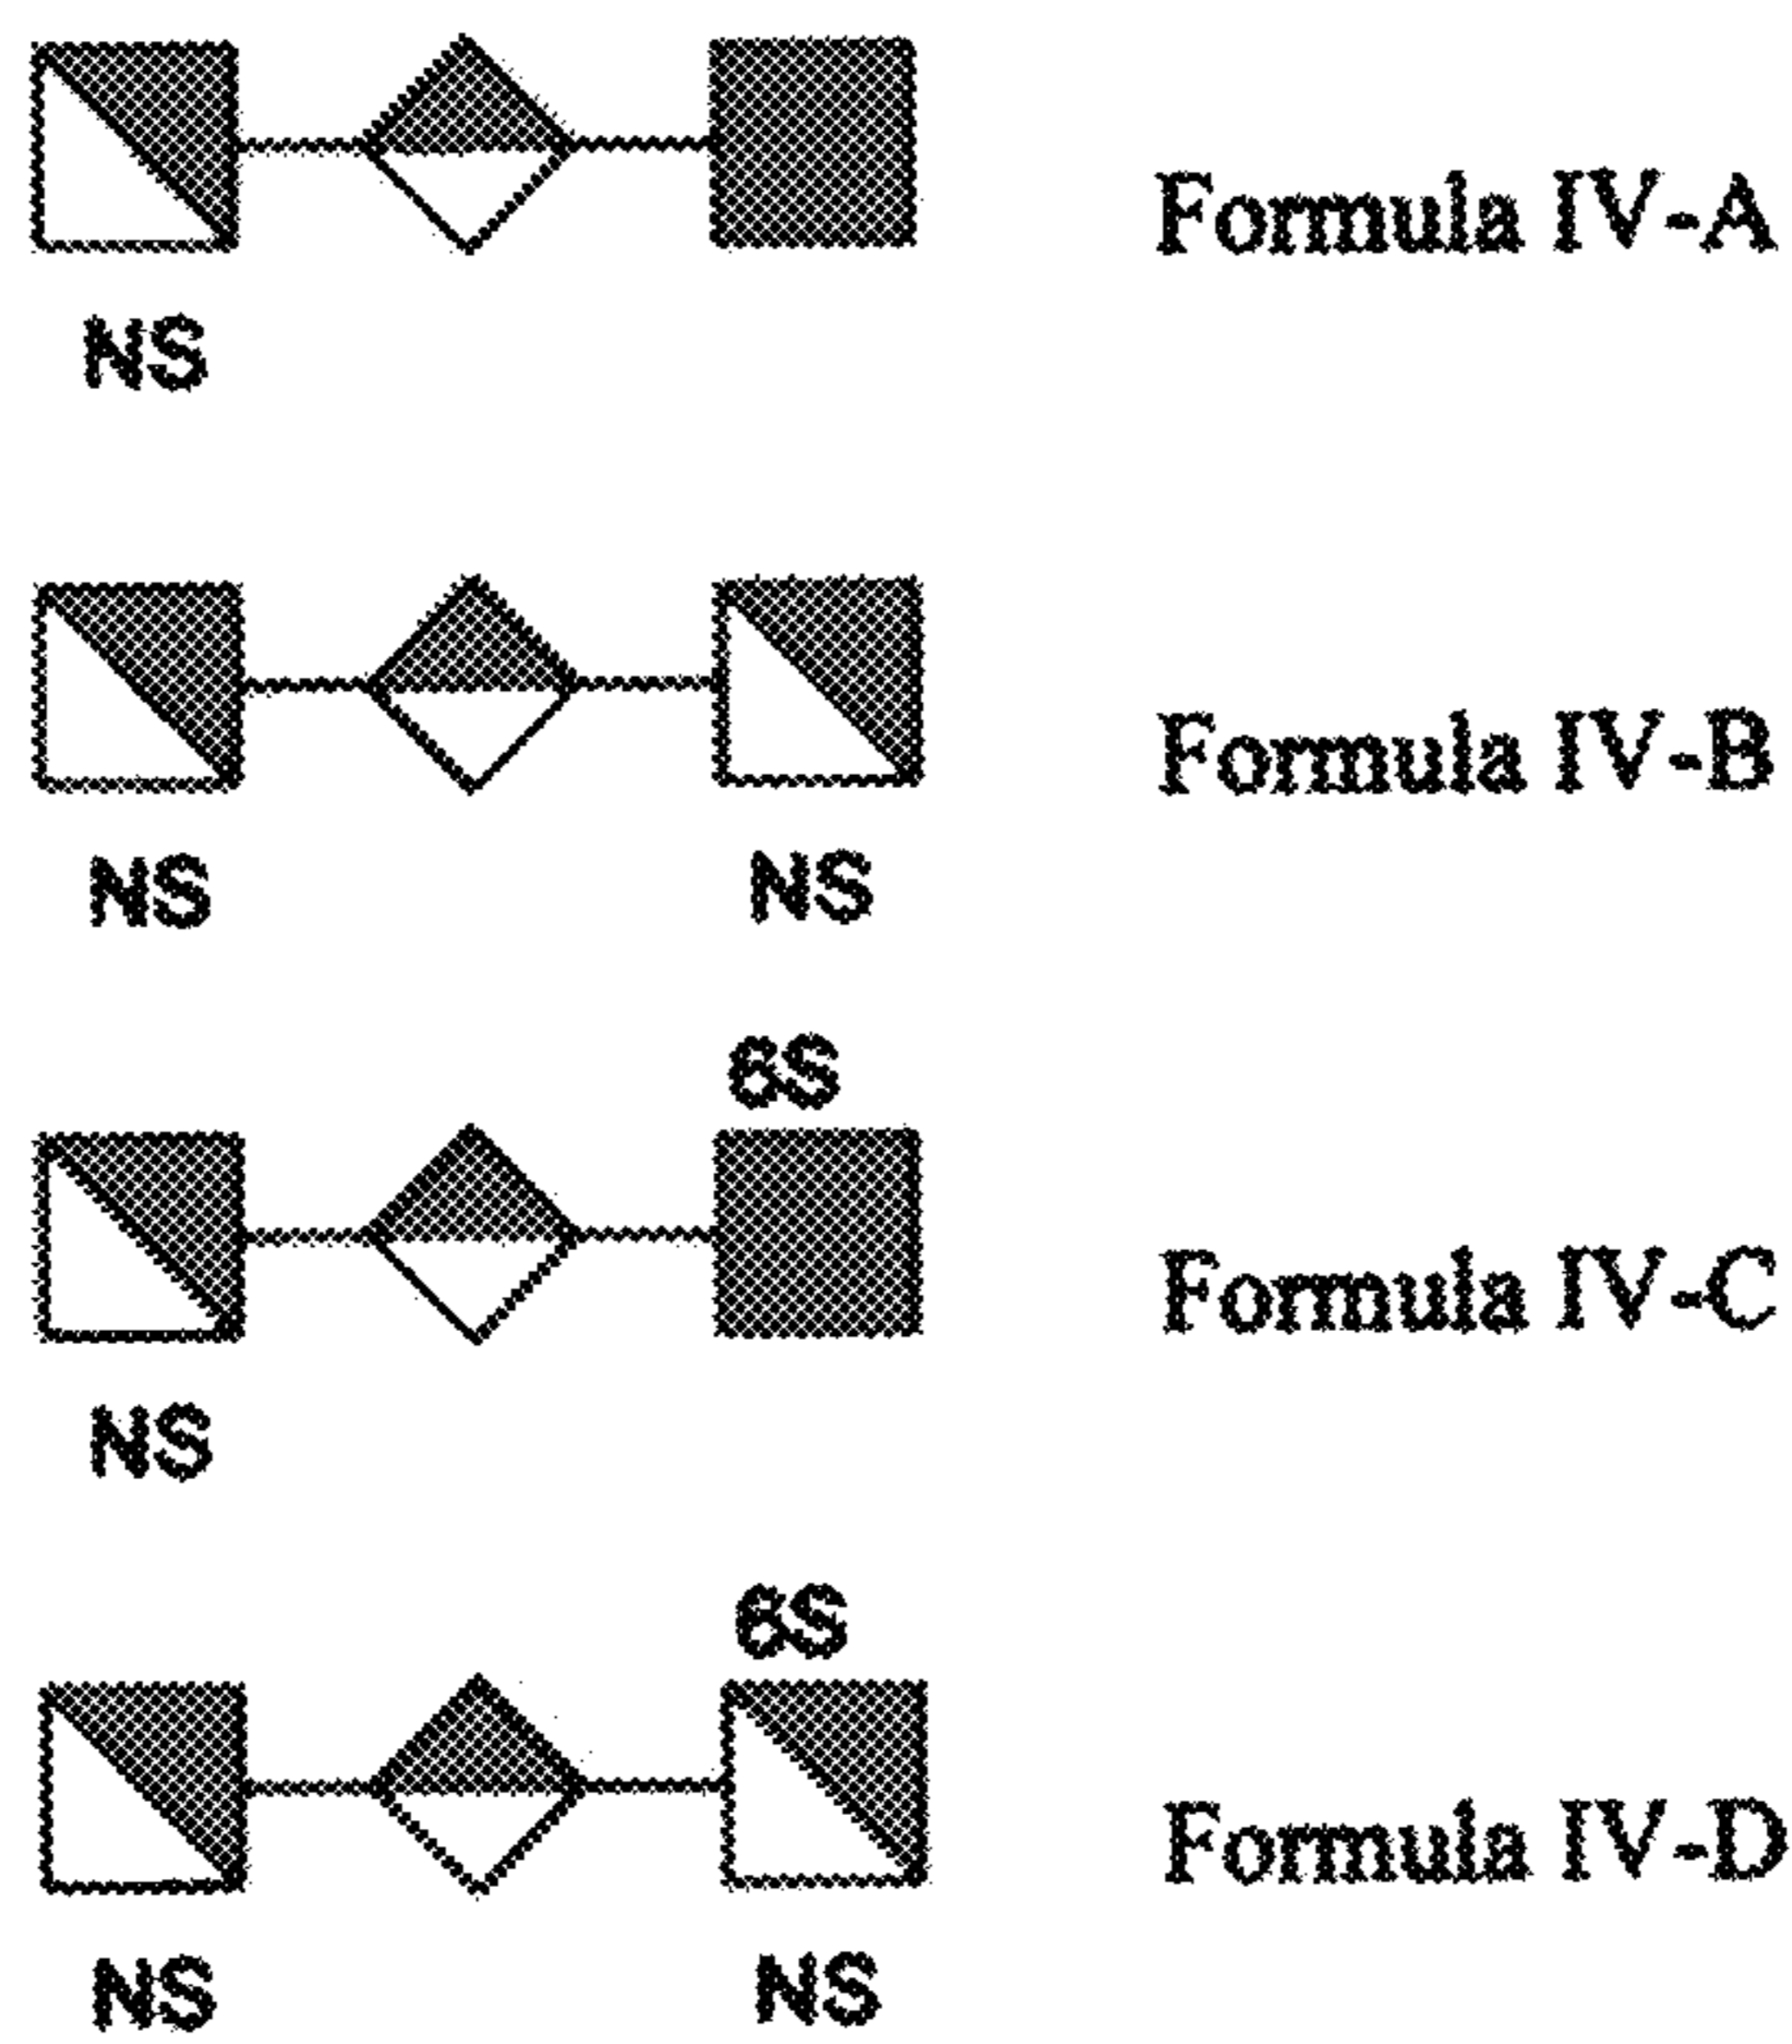 Formula IV-A
NS
Formula IV-B
NS NS
6S
Formula IV-C
NS
6S
Formula IV-D
NS NS